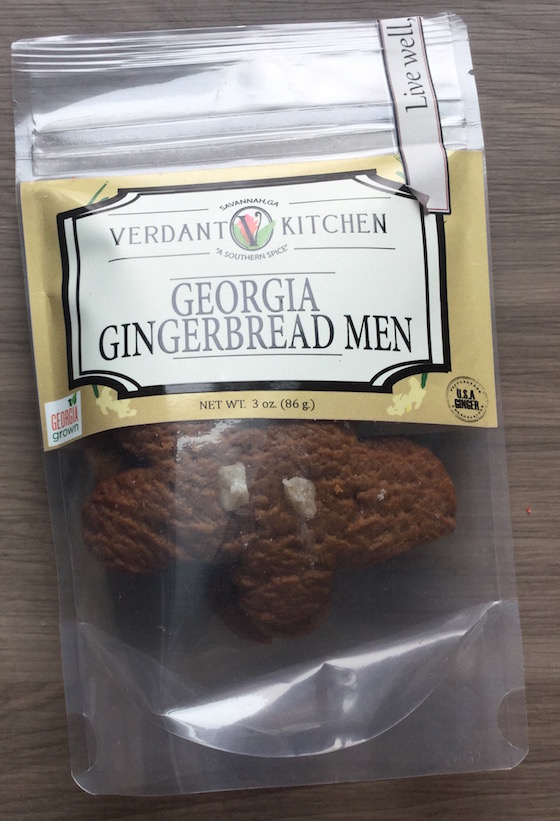 Live well,
SAVANNAH, GA
VERDANT V KITCHEN
"A SOUTHERN SPICE"
GEORGIA
GINGERBREAD MEN
NET WT. 3 oz. (86 g.)
GEORGIA
grown
U.S.A
GINGER